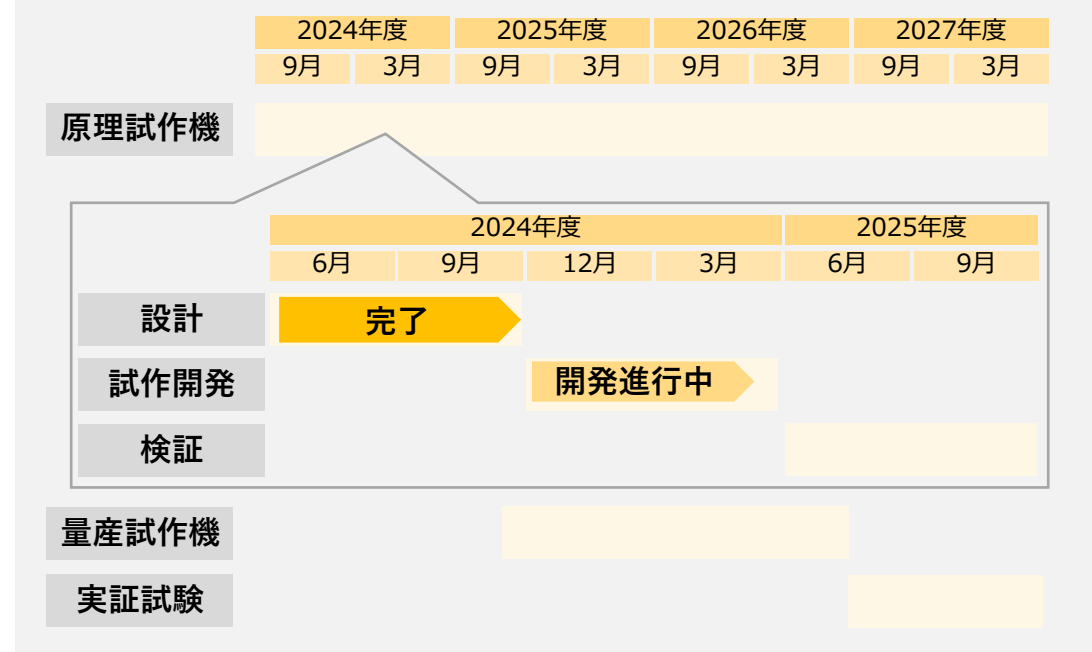 2024年度 2025年度 2026年度 2027年度
9月 3月 9月 3月 9月 3月 9月 3月
原理試作機
2024年度 2025年度
6月 9月 12月 3月 6月 9月
設計 完了
試作開発 開発進行中
検証
量産試作機
実証試験